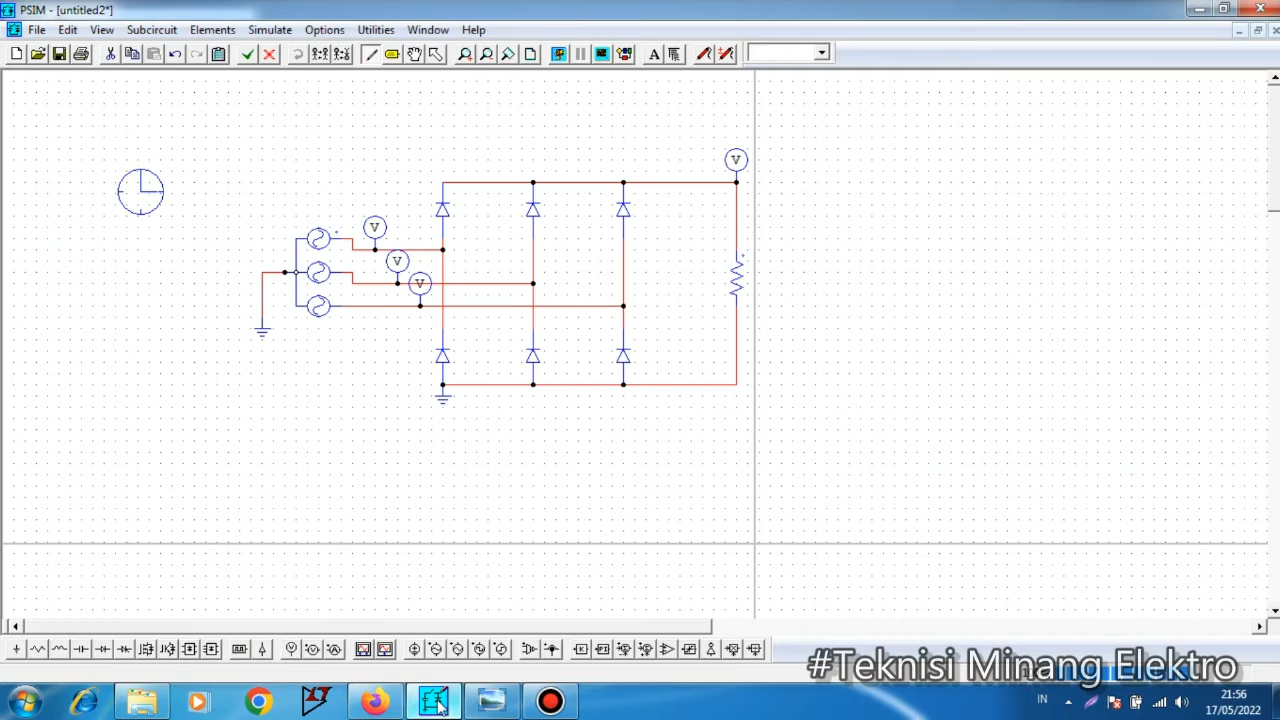 PSIM - [untitled2*]
File Edit View Subcircuit Elements Simulate Options Utilities Window Help
A
V
V
V
V
#Teknisi Minang Elektro
IN
21:56
17/05/2022